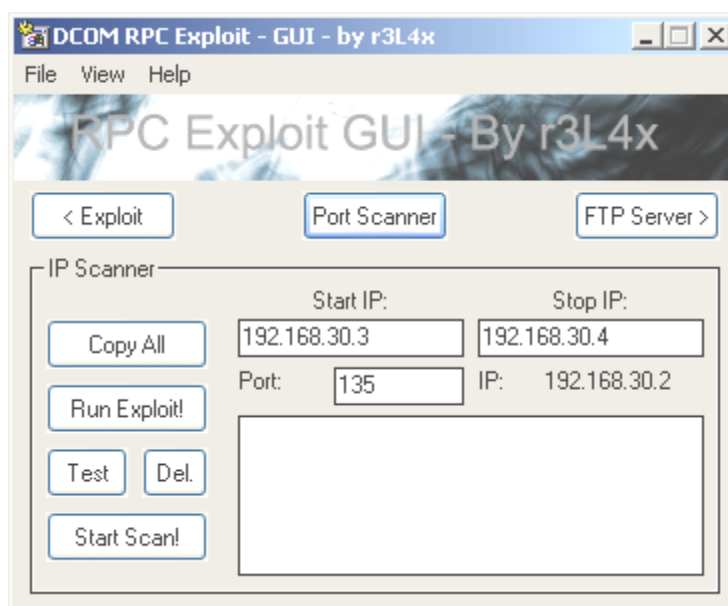 DCOM RPC Exploit - GUI - by r3L4x
File View Help
RPC Exploit GUI - By r3L4x
< Exploit Port Scanner FTP Server >
IP Scanner
Start IP: Stop IP:
Copy All 192.168.30.3 192.168.30.4
Port: 135 IP: 192.168.30.2
Run Exploit!
Test Del.
Start Scan!